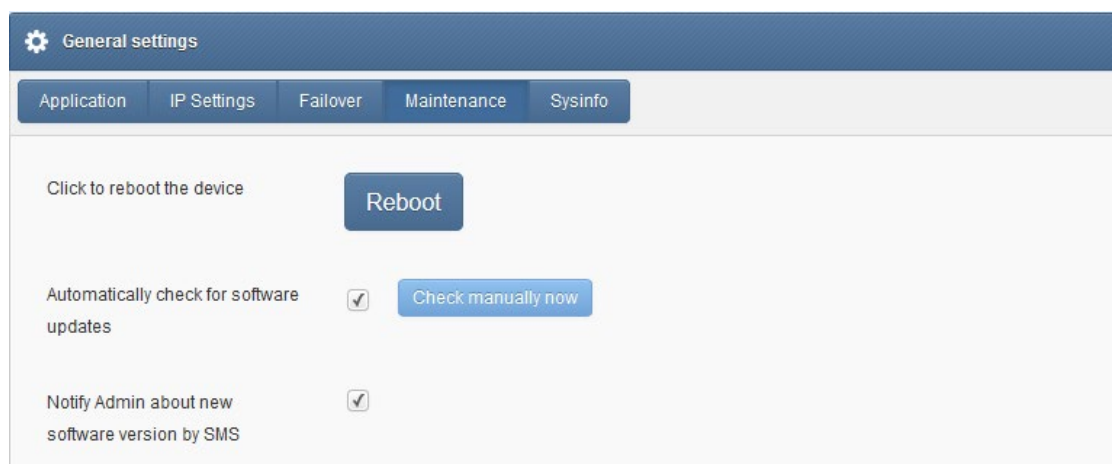 General settings
Application IP Settings Failover Maintenance Sysinfo
Click to reboot the device
Reboot
Automatically check for software
updates
Check manually now
Notify Admin about new
software version by SMS